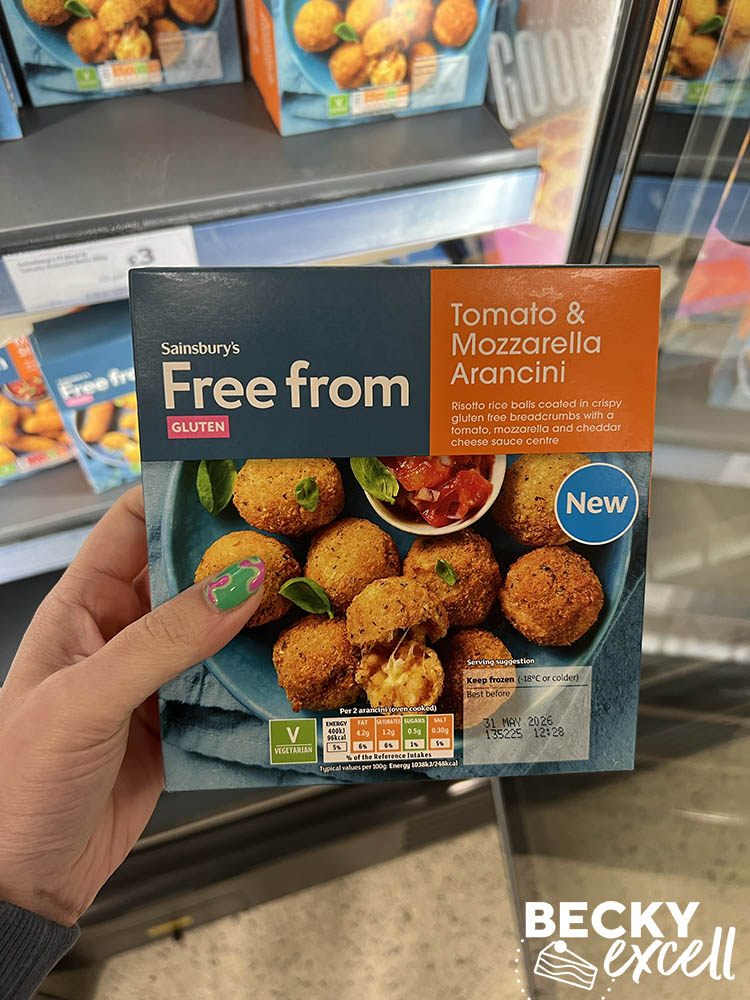 GOOD
£3
Free fr
Sainsbury's
Free from
GLUTEN
Tomato &
Mozzarella
Arancini
Risotto rice balls coated in crispy
gluten free breadcrumbs with a
tomato, mozzarella and cheddar
cheese sauce centre
New
Serving suggestion
Keep frozen (-18°C or colder)
Best before
31 MAY 2026
135225 12:28
Per 2 arancini (oven cooked)
V
VEGETARIAN
ENERGY FAT SATURATES SUGARS SALT
400kJ 4.2g 1.2g 0.5g 0.30g
96kcal
5% 6% 6% 1% 5%
% of the Reference Intakes
Typical values per 100g: Energy 1038kJ/248kcal
BECKY
excell